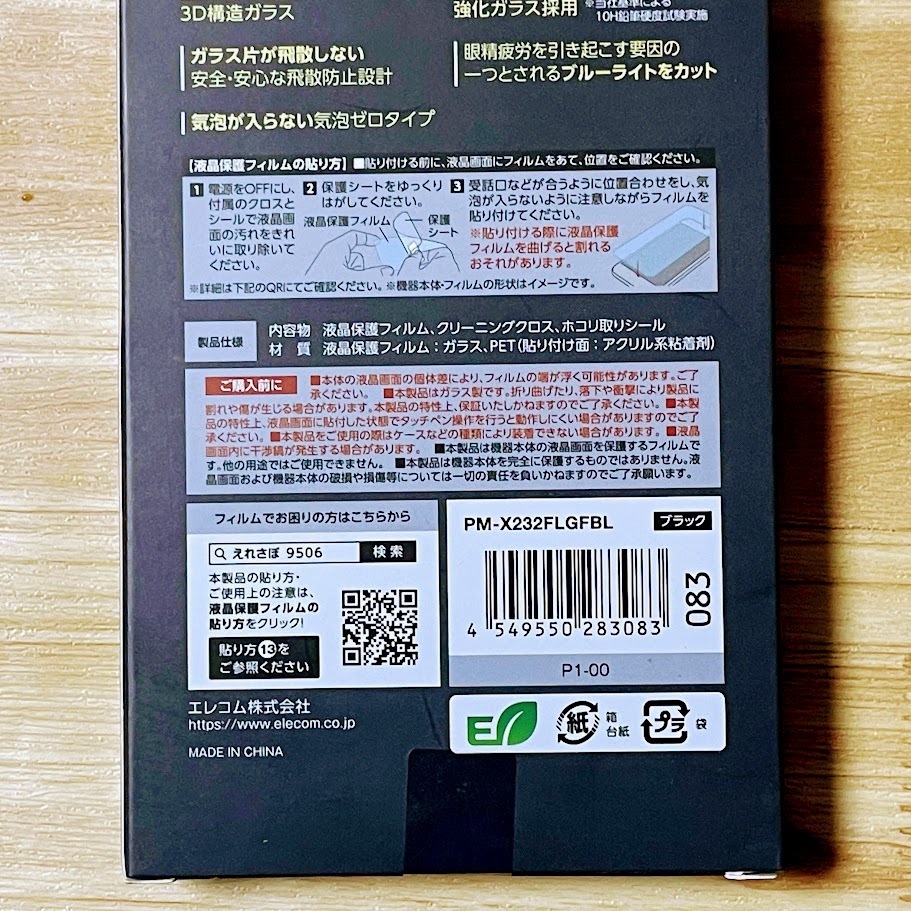 3D構造ガラス
強化ガラス採用 ※当社基準による
10H鉛筆硬度試験実施
ガラス片が飛散しない
安全・安心な飛散防止設計
眼精疲労を引き起こす要因の
一つとされるブルーライトをカット
気泡が入らない気泡ゼロタイプ
【液晶保護フィルムの貼り方】 ■貼り付ける前に、液晶画面にフィルムをあて、位置をご確認ください。
1 電源をOFFにし、
付属のクロスと
シールで液晶画
面の汚れをきれ
いに取り除いて
ください。
2 保護シートをゆっくり
はがしてください。
液晶保護フィルム
保護
シート
3 受話口などが合うように位置合わせをし、気
泡が入らないように注意しながらフィルムを
貼り付けてください。
※貼り付ける際に液晶保護
フィルムを曲げると割れる
おそれがあります。
※詳細は下記のQRにてご確認ください。※機器本体・フィルムの形状はイメージです。
製品仕様
内容物 液晶保護フィルム、クリーニングクロス、ホコリ取りシール
材 質 液晶保護フィルム：ガラス、PET（貼り付け面：アクリル系粘着剤）
ご購入前に ■本体の液晶画面の個体差により、フィルムの端が浮く可能性があります。ご了
承ください。 ■本製品はガラス製です。折り曲げたり、落下や衝撃により製品に
割れや傷が生じる場合があります。本製品の特性上、保証いたしかねますのでご了承ください。 ■本製
品の特性上、液晶画面に貼付した状態でタッチペン操作を行うと動作しにくい場合がありますのでご了
承ください。■本製品をご使用の際はケースなどの種類により装着できない場合があります。 ■液晶
画面内に干渉縞が発生する場合があります。 ■本製品は機器本体の液晶画面を保護するフィルムで
す。他の用途ではご使用できません。 ■本製品は機器本体を完全に保護するものではありません。液
晶画面および機器本体の破損や損傷等については一切の責任を負いかねますのでご了承願います。
フィルムでお困りの方はこちらから
えれさぽ 9506 検索
本製品の貼り方・
ご使用上の注意は、
液晶保護フィルムの
貼り方をクリック!
貼り方⑬を
ご参照ください
PM-X232FLGFBL ブラック
4 549550 283083
083
P1-00
エレコム株式会社
https://www.elecom.co.jp
MADE IN CHINA
E
紙
箱
台紙
プラ
袋